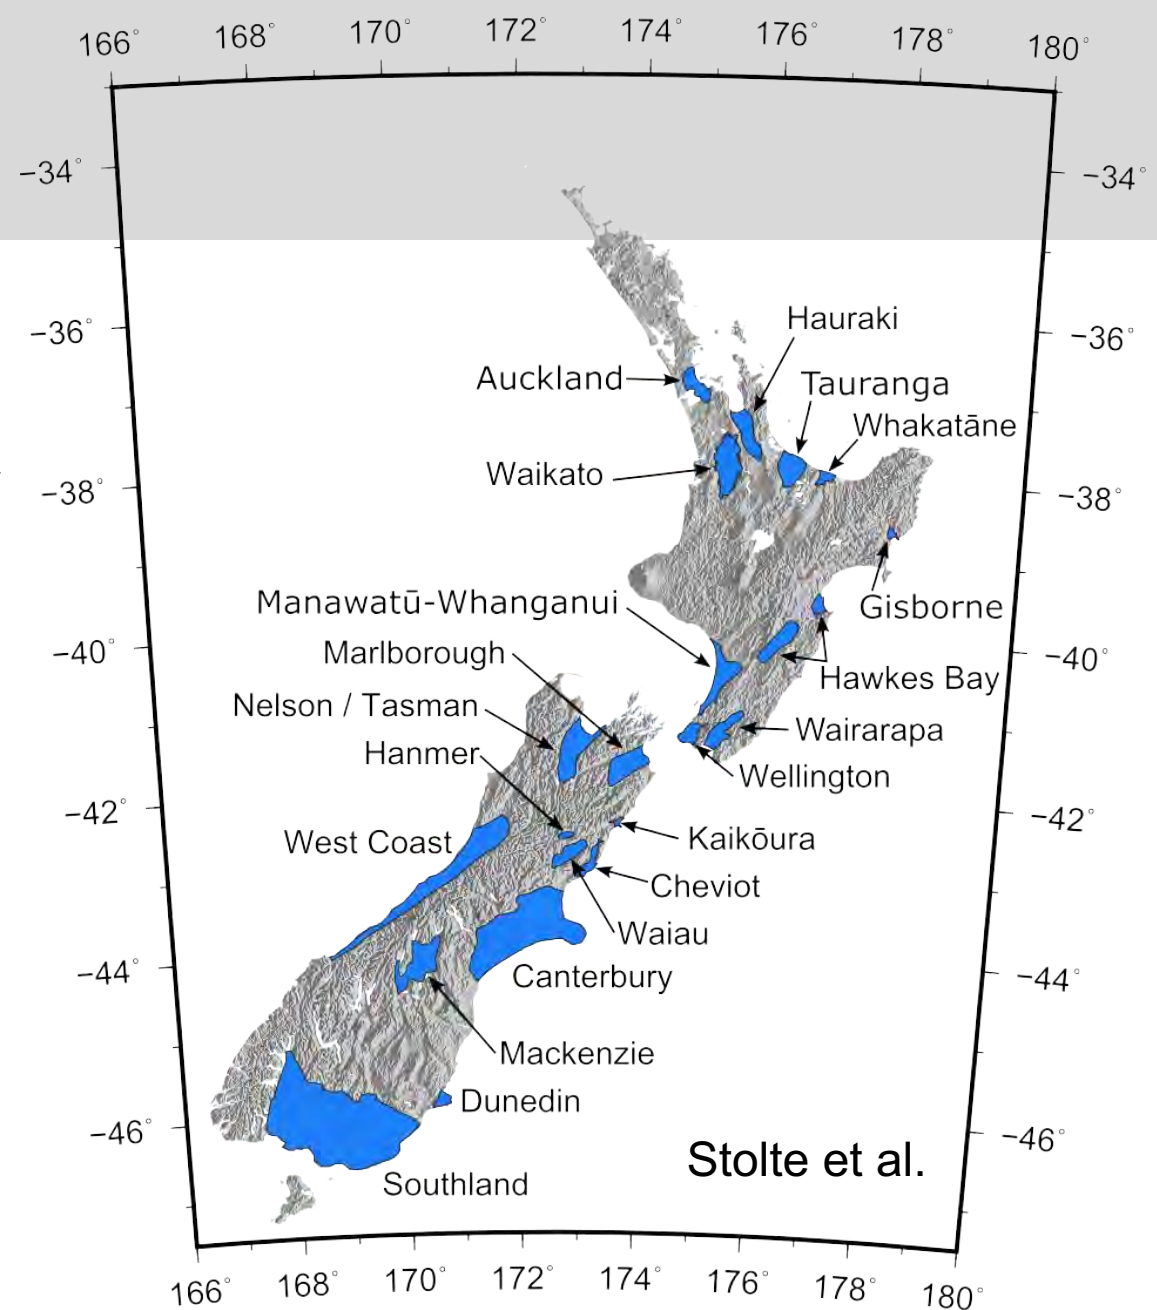 166° 168° 170° 172° 174° 176° 178° 180°
−34° −34°
Hauraki
−36° −36°
Auckland
Tauranga
Whakatāne
Waikato
−38° −38°
Manawatū-Whanganui
Gisborne
Marlborough
−40° −40°
Hawkes Bay
Nelson / Tasman
Wairarapa
Hanmer
Wellington
−42° −42°
West Coast
Kaikōura
Cheviot
Waiau
−44° −44°
Canterbury
Mackenzie
Dunedin
−46° −46°
Stolte et al.
Southland
166° 168° 170° 172° 174° 176° 178° 180°